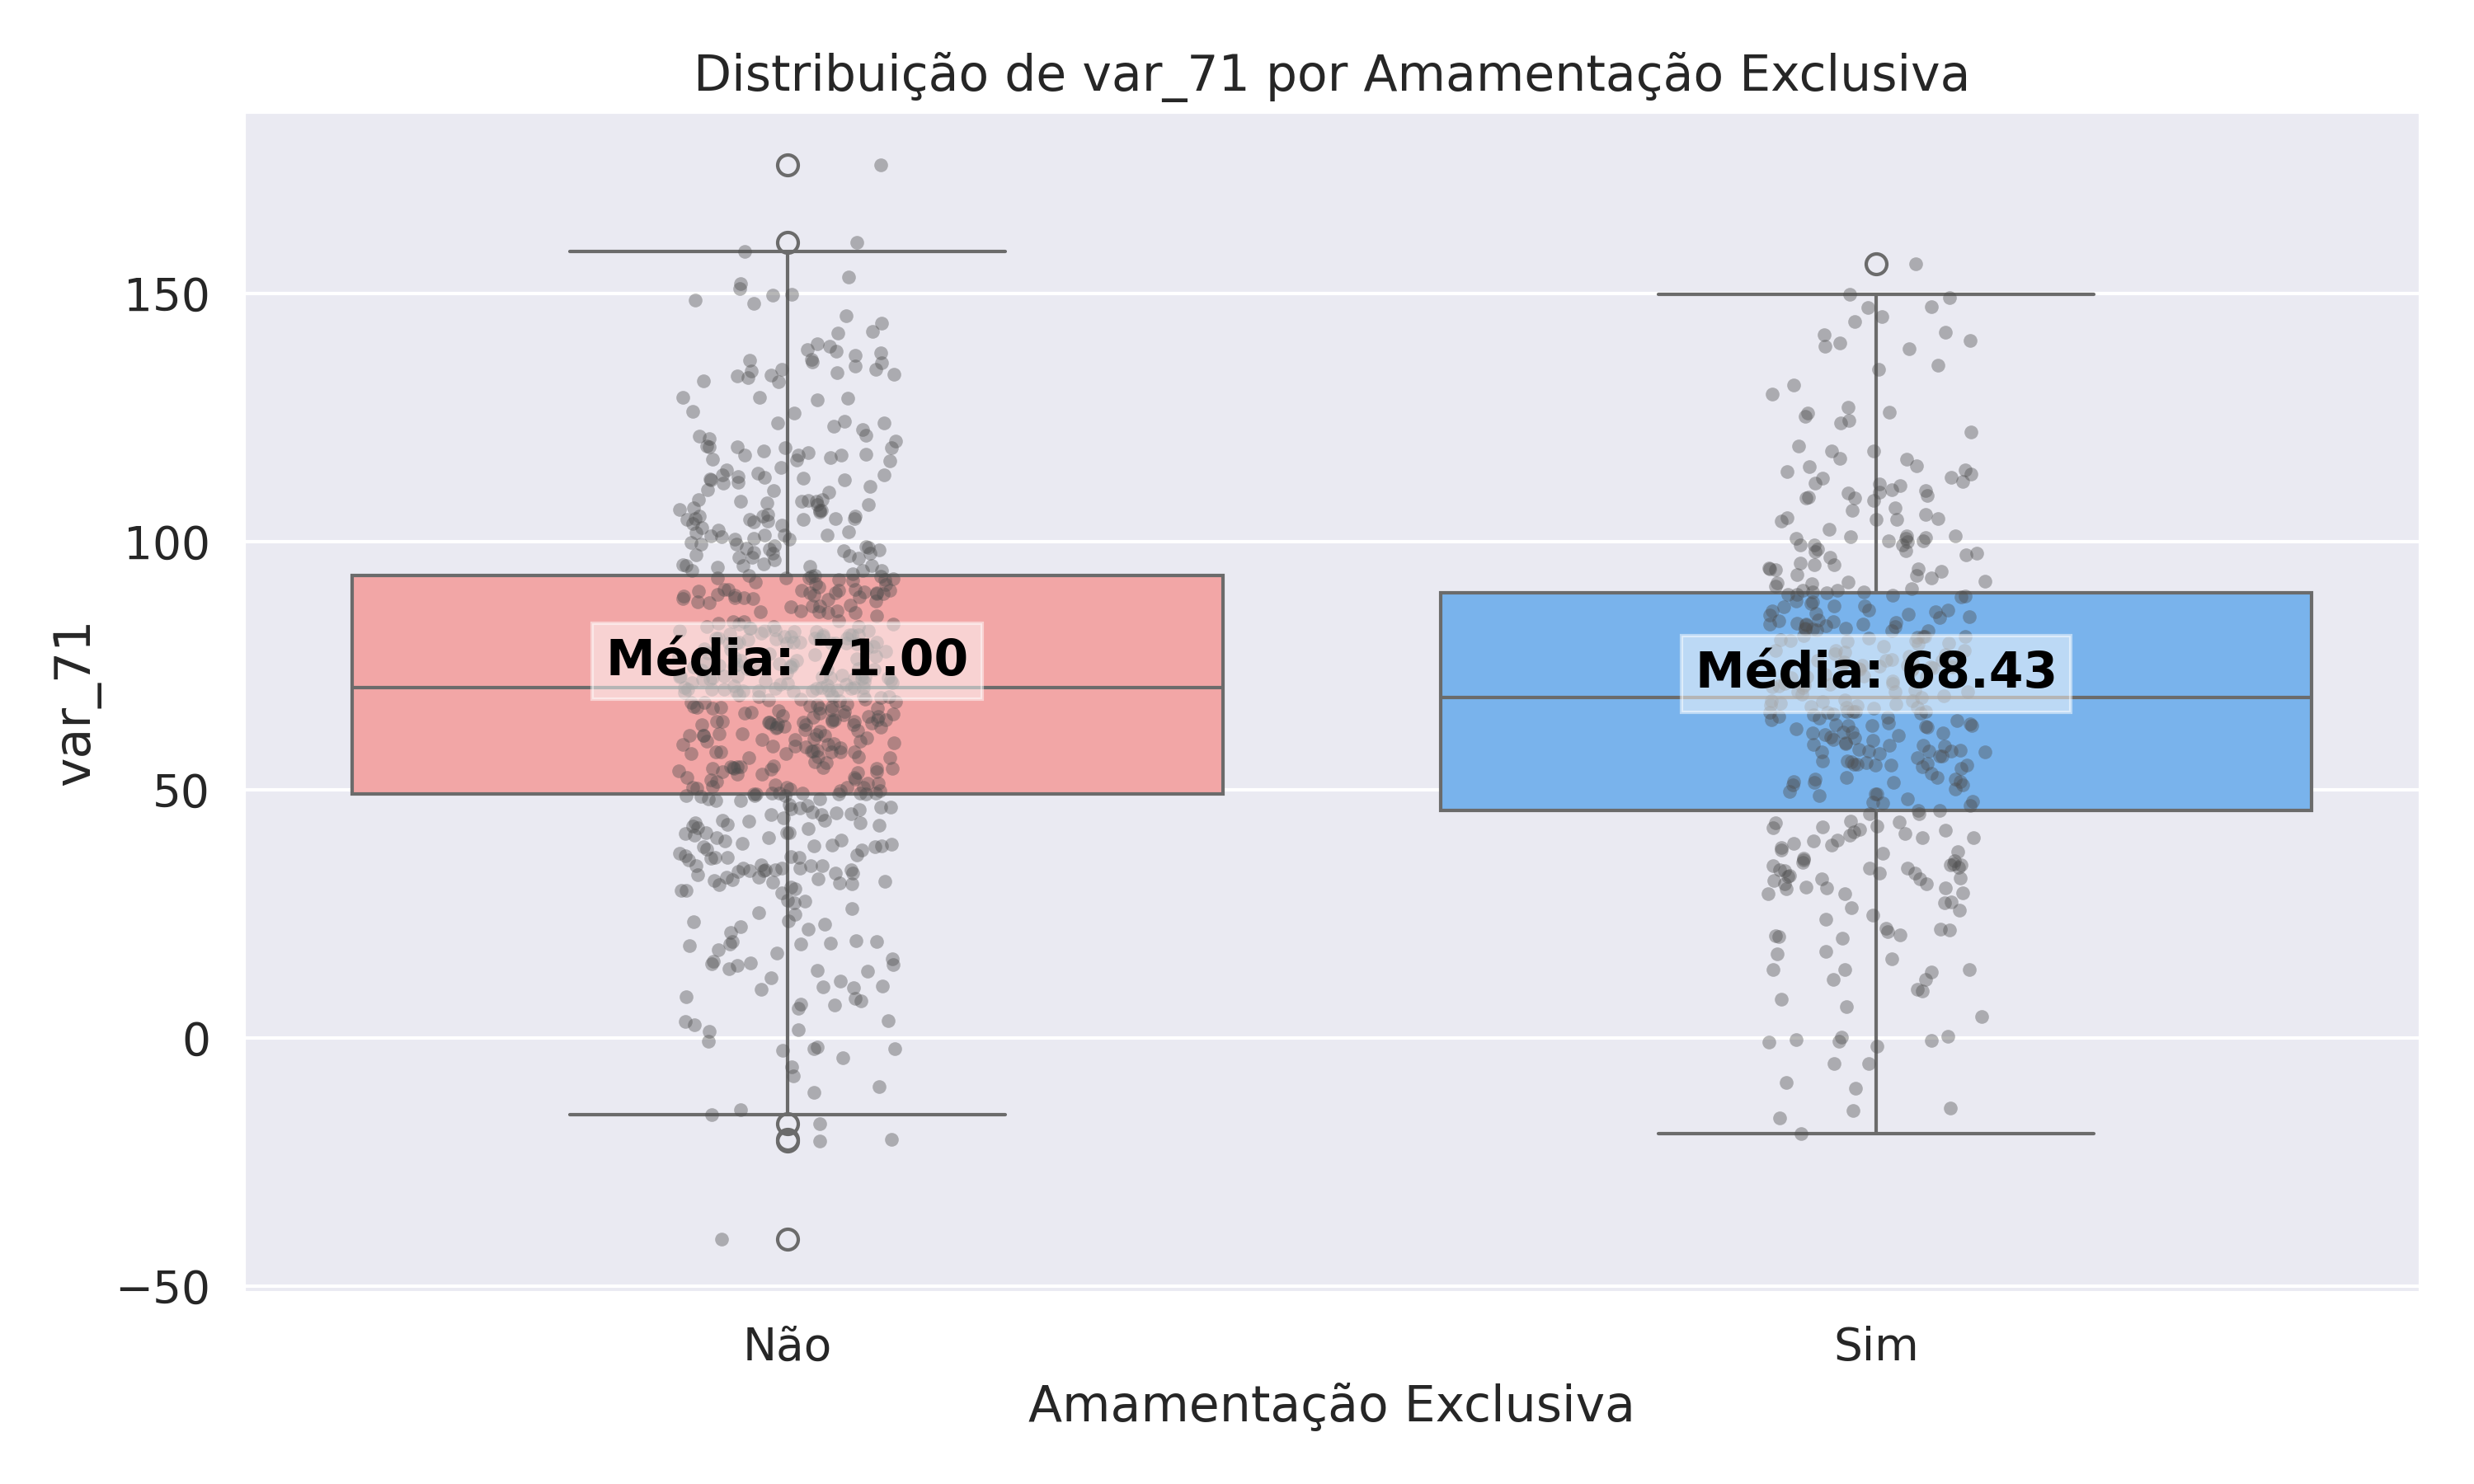 Distribuição de var_71 por Amamentação Exclusiva
150
100
50
0
−50
var_71
Média: 71.00
Média: 68.43
Não
Sim
Amamentação Exclusiva